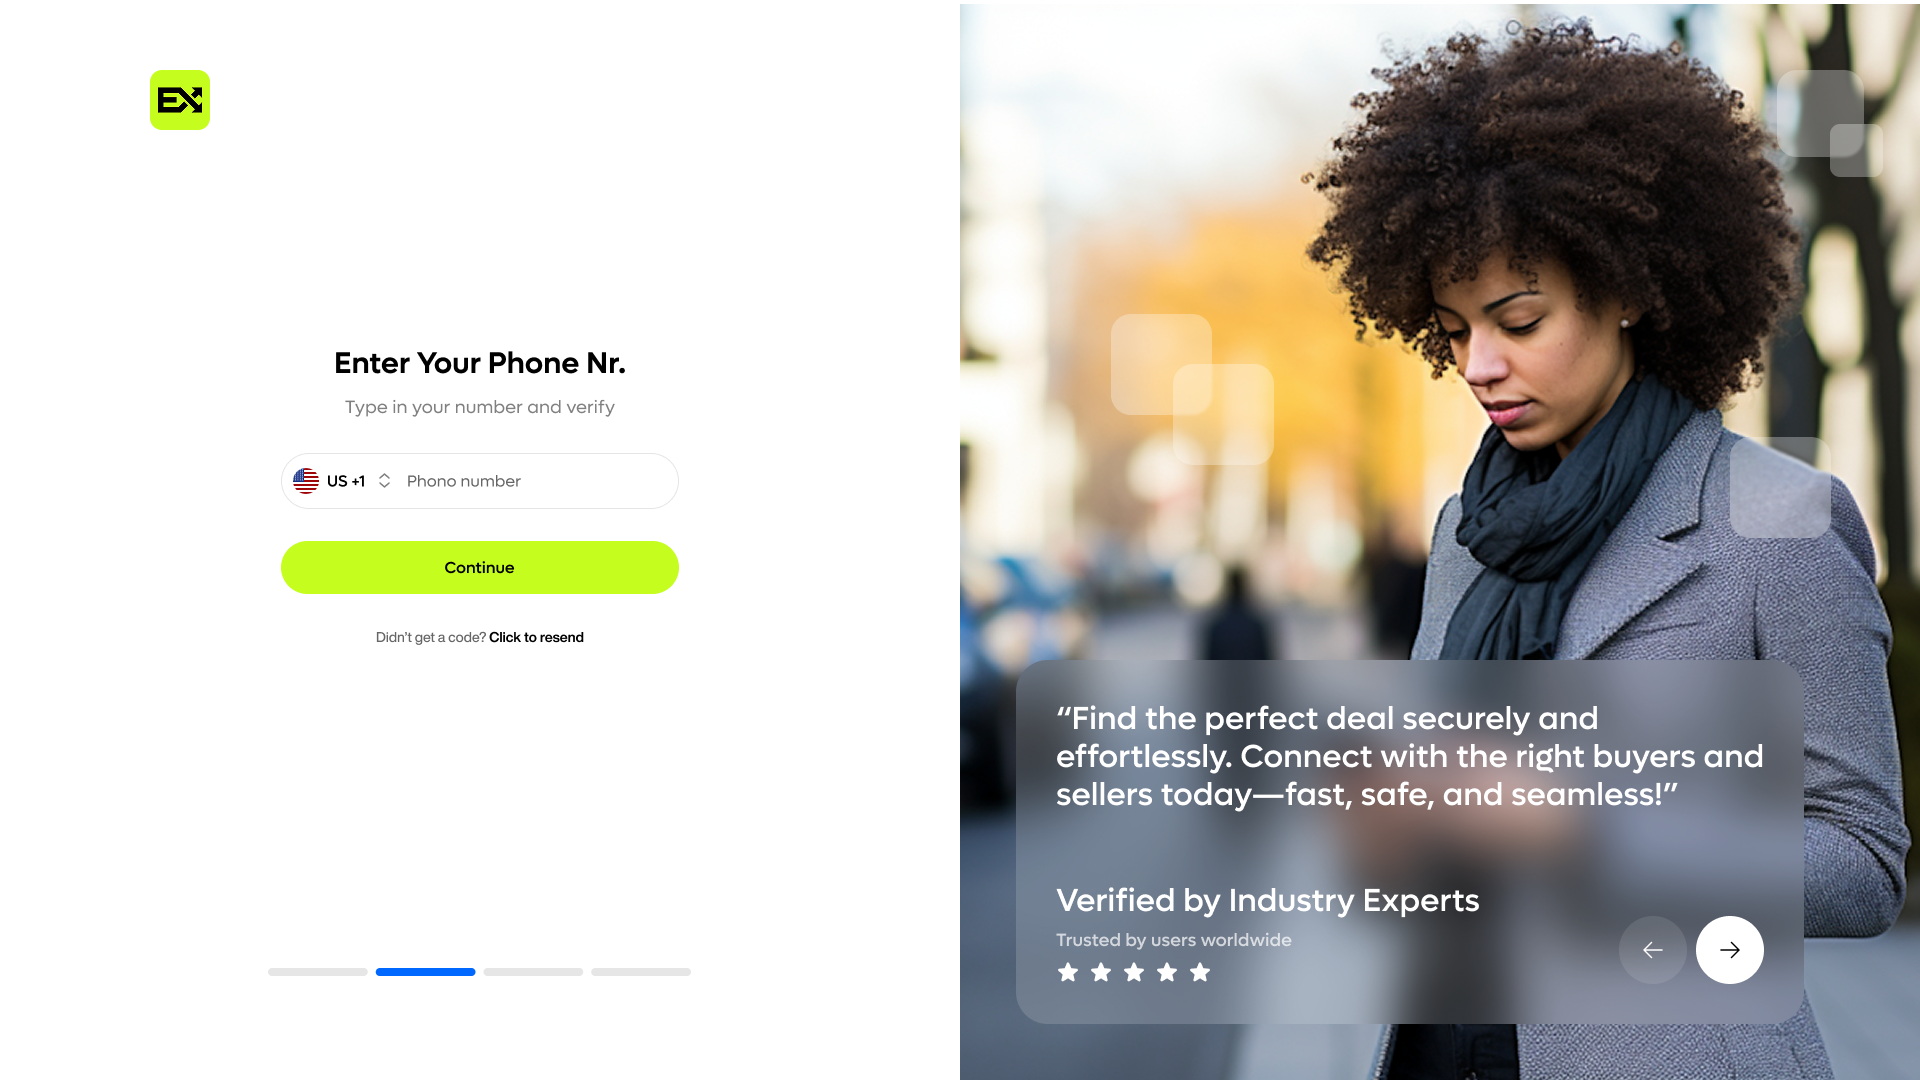 EX
Enter Your Phone Nr.
Type in your number and verify
US +1
Phono number
Continue
Didn't get a code? Click to resend
“Find the perfect deal securely and
effortlessly. Connect with the right buyers and
sellers today—fast, safe, and seamless!”
Verified by Industry Experts
Trusted by users worldwide